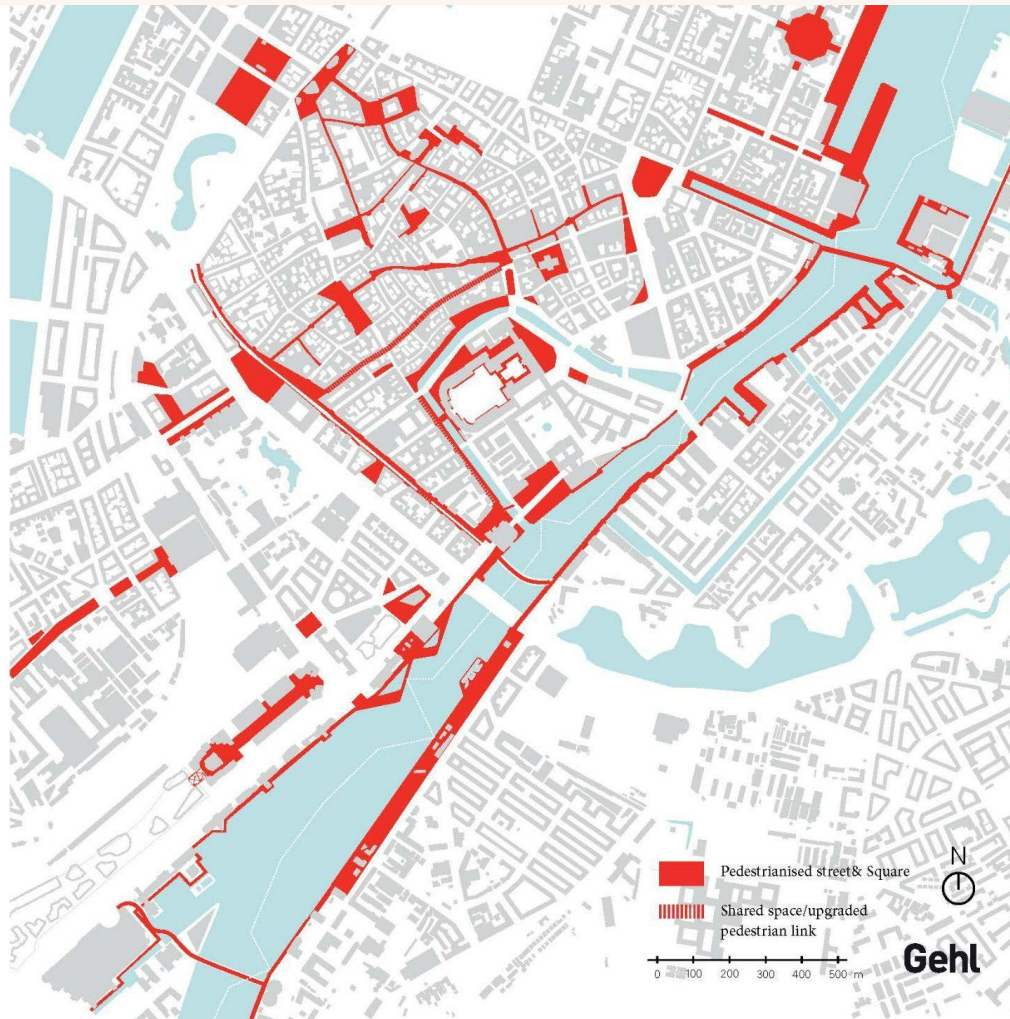 Pedestrianised street& Square
Shared space/upgraded
pedestrian link
N
0 100 200 300 400 500 m
Gehl